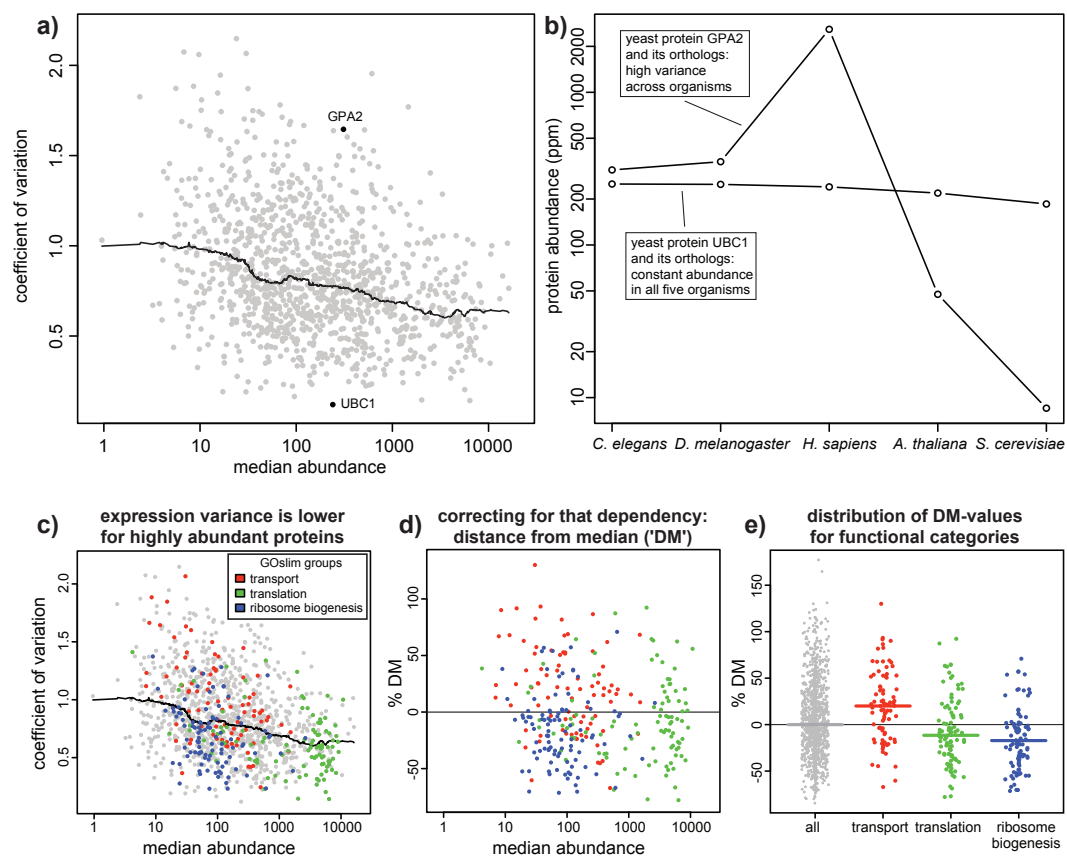 a)
coefficient of variation
2.0
1.5
1.0
0.5
GPA2
UBC1
1
10
100
1000
10000
median abundance
b)
protein abundance (ppm)
2000
1000
500
200
100
50
20
10
yeast protein GPA2
and its orthologs:
high variance
across organisms
yeast protein UBC1
and its orthologs:
constant abundance
in all five organisms
C. elegans
D. melanogaster
H. sapiens
A. thaliana
S. cerevisiae
c)
expression variance is lower
for highly abundant proteins
coefficient of variation
2.0
1.5
1.0
0.5
GOslim groups
transport
translation
ribosome biogenesis
1
10
100
1000
10000
median abundance
d)
correcting for that dependency:
distance from median ('DM')
% DM
100
50
0
-50
1
10
100
1000
10000
median abundance
e)
distribution of DM-values
for functional categories
% DM
150
100
50
0
-50
all
transport
translation
ribosome
biogenesis